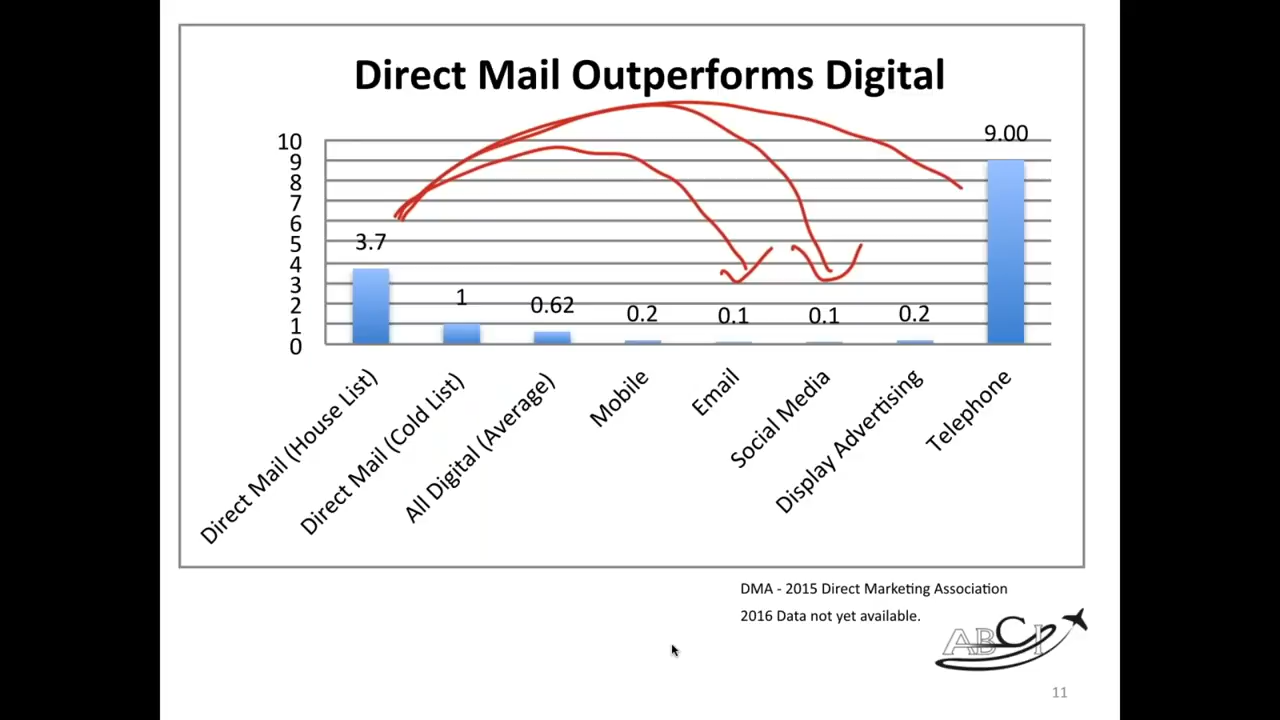 Direct Mail Outperforms Digital
10
9
8
7
6
5
4
3
2
1
0
3.7
1
0.62
0.2
0.1
0.1
0.2
9.00
Direct Mail (House List)
Direct Mail (Cold List)
All Digital (Average)
Mobile
Email
Social Media
Display Advertising
Telephone
DMA - 2015 Direct Marketing Association
2016 Data not yet available.
ABCI
11